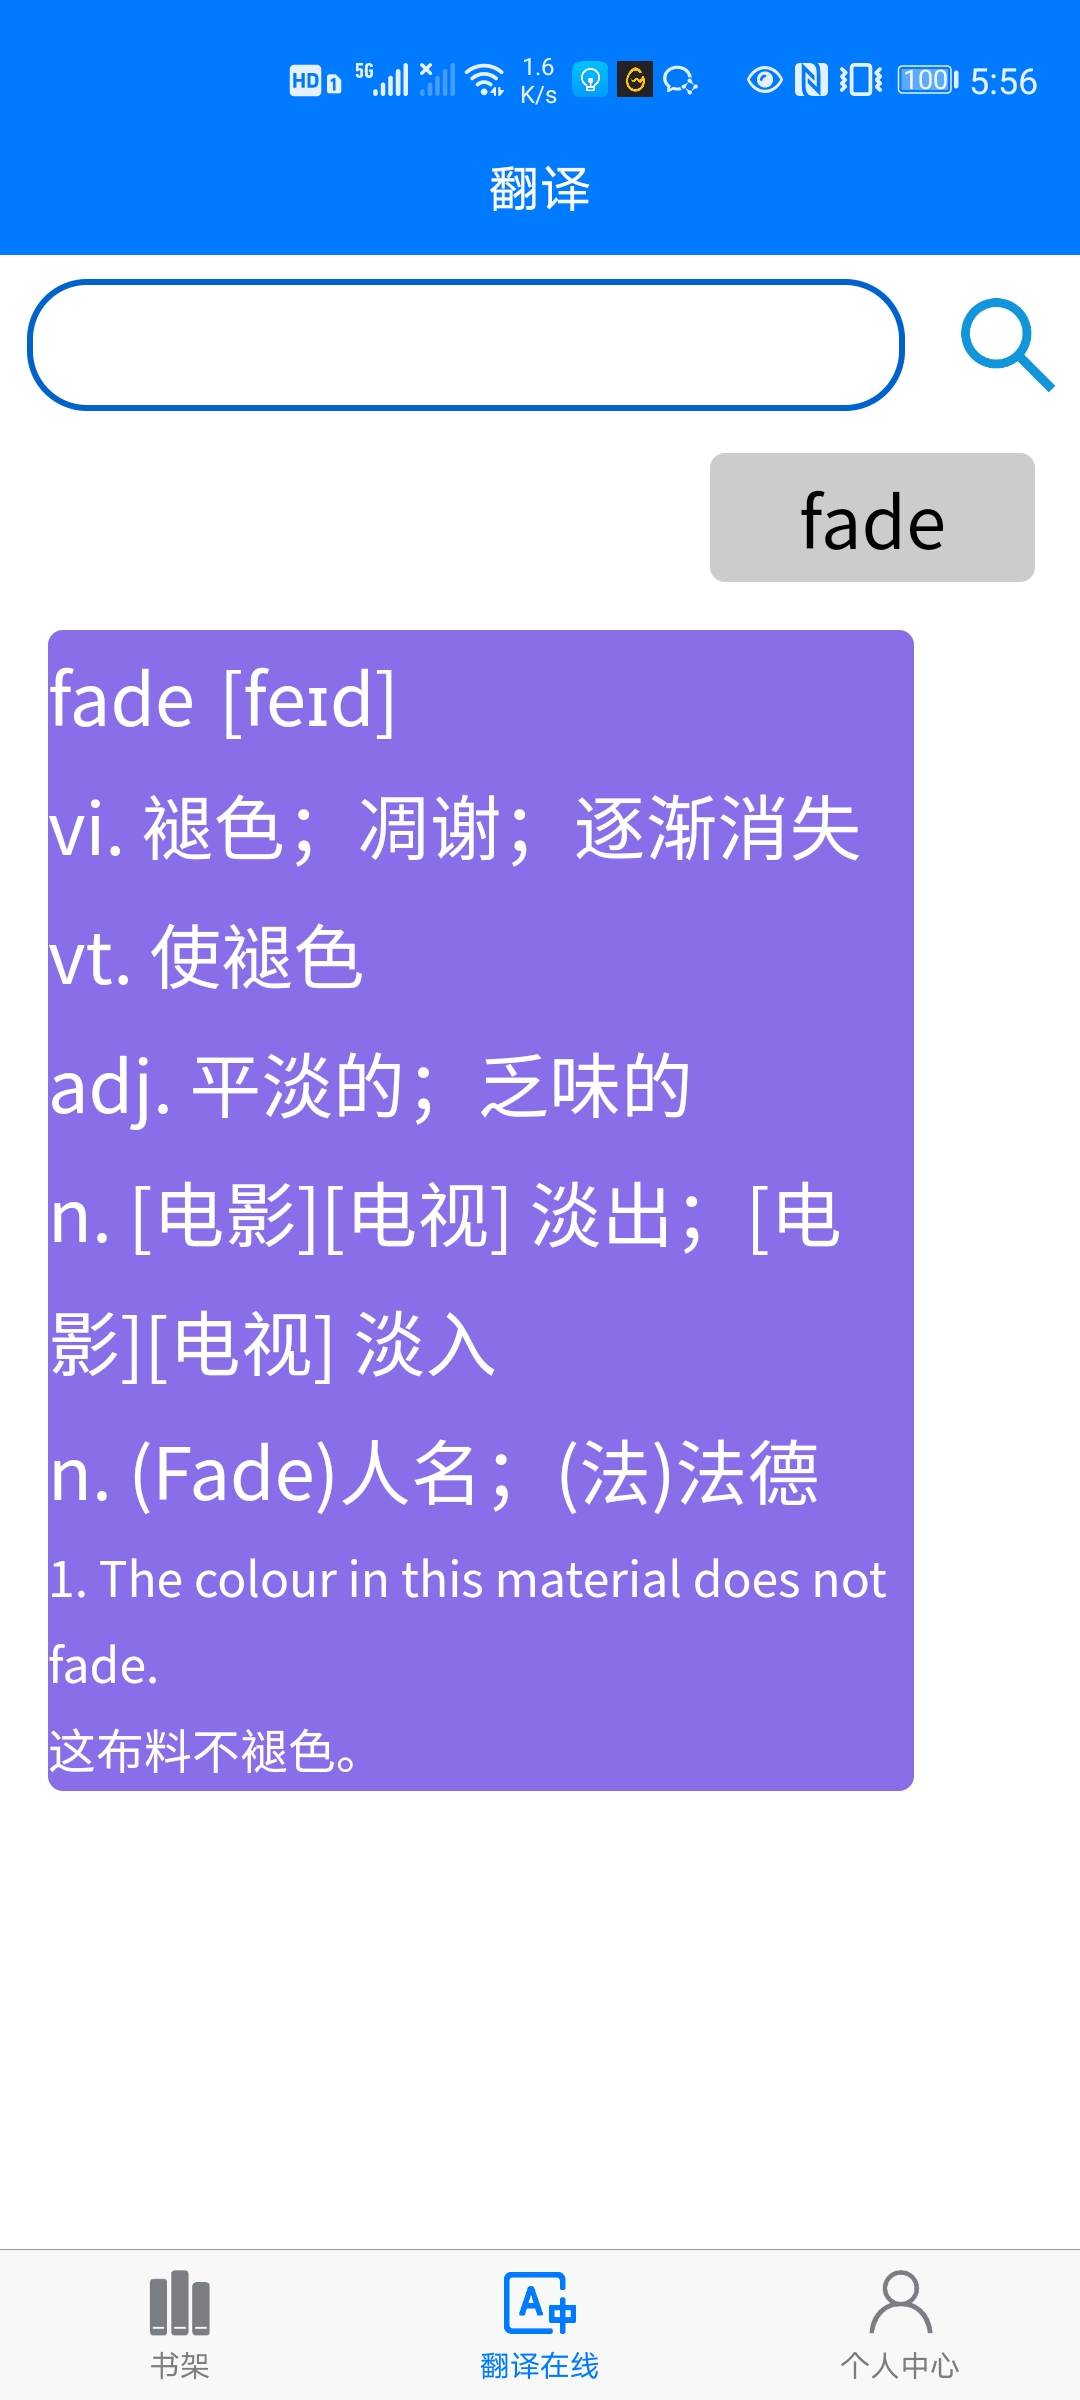 HD 1 5G 1.6 K/s 100 5:56
翻译
fade
fade [feɪd]
vi. 褪色；凋谢；逐渐消失
vt. 使褪色
adj. 平淡的；乏味的
n. [电影][电视] 淡出；[电
影][电视] 淡入
n. (Fade)人名；(法)法德
1. The colour in this material does not
fade.
这布料不褪色。
书架 翻译在线 个人中心